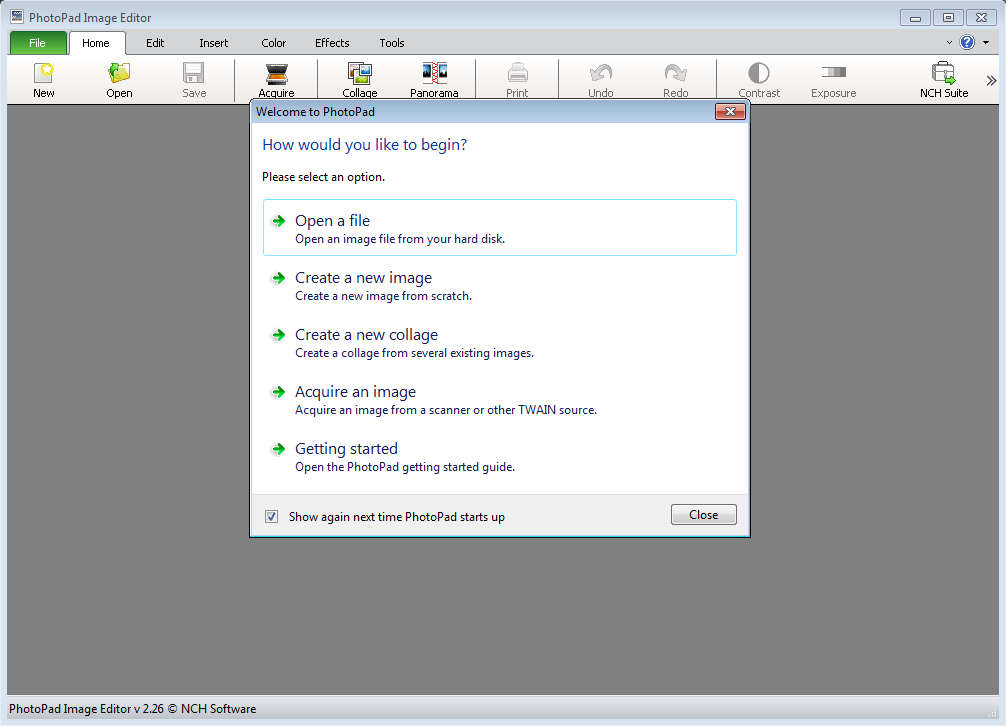 PhotoPad Image Editor
File Home Edit Insert Color Effects Tools
New Open Save Acquire Collage Panorama Print Undo Redo Contrast Exposure NCH Suite
Welcome to PhotoPad
How would you like to begin?
Please select an option.
Open a file
Open an image file from your hard disk.
Create a new image
Create a new image from scratch.
Create a new collage
Create a collage from several existing images.
Acquire an image
Acquire an image from a scanner or other TWAIN source.
Getting started
Open the PhotoPad getting started guide.
Show again next time PhotoPad starts up
Close
PhotoPad Image Editor v 2.26 © NCH Software